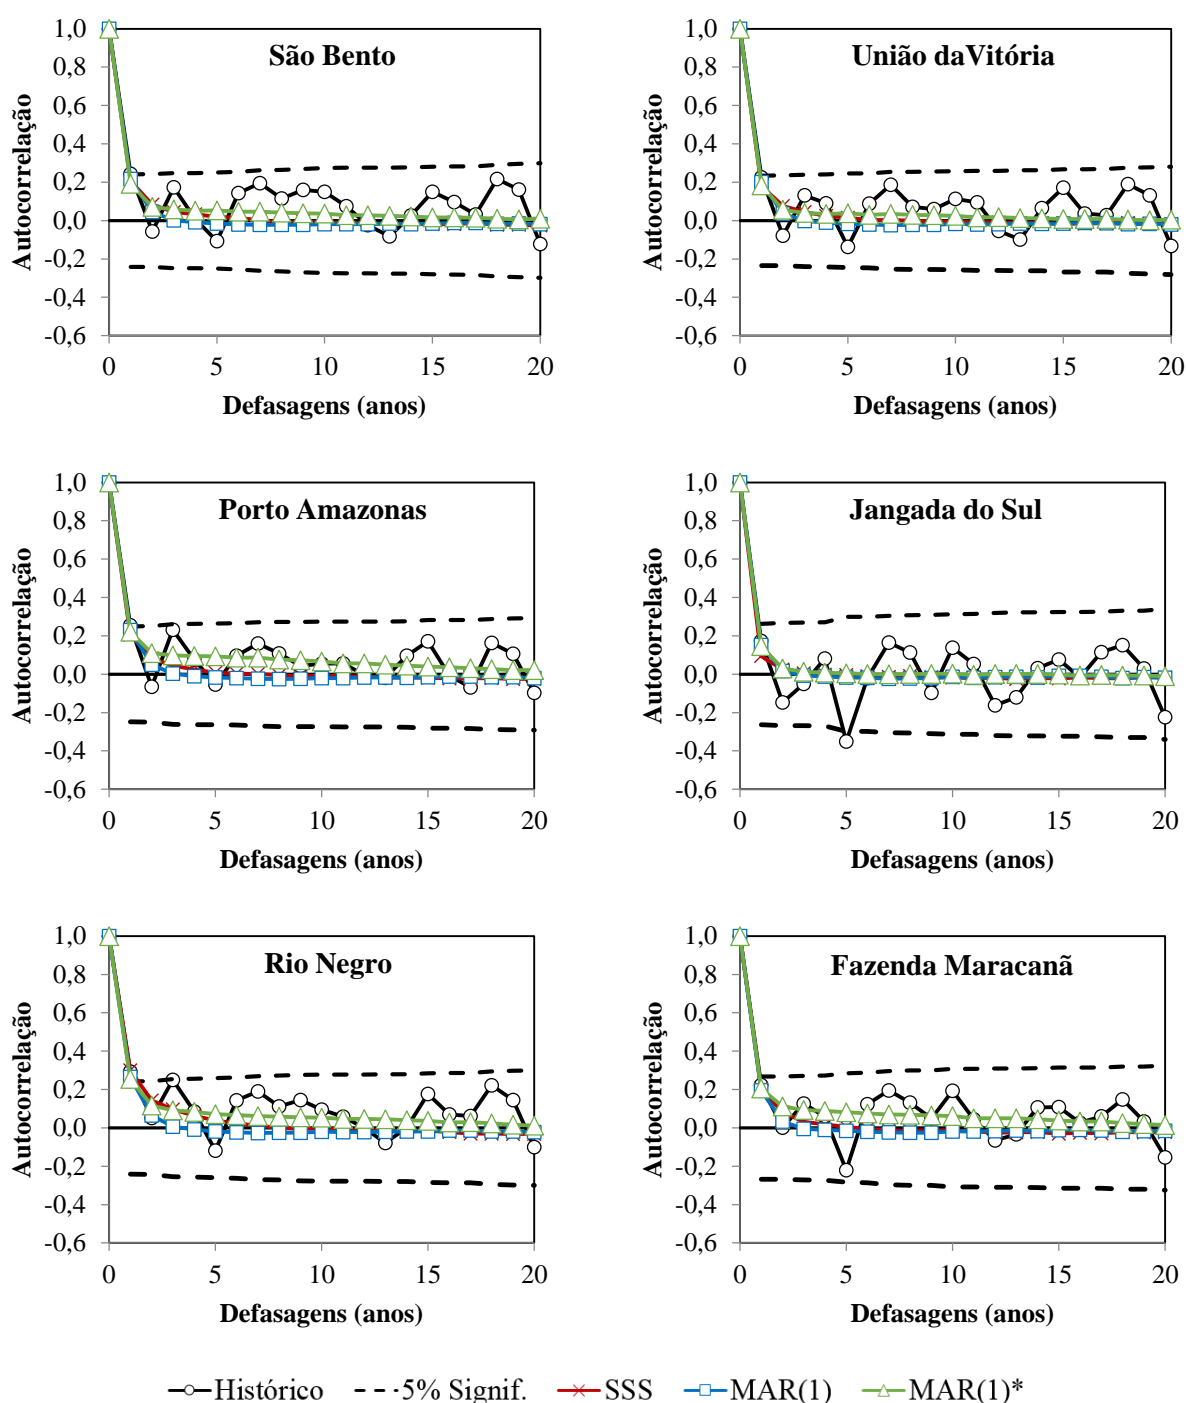 São Bento
Autocorrelação
1,0
0,8
0,6
0,4
0,2
0,0
-0,2
-0,4
-0,6
0 5 10 15 20
Defasagens (anos)
União daVitória
Autocorrelação
1,0
0,8
0,6
0,4
0,2
0,0
-0,2
-0,4
-0,6
0 5 10 15 20
Defasagens (anos)
Porto Amazonas
Autocorrelação
1,0
0,8
0,6
0,4
0,2
0,0
-0,2
-0,4
-0,6
0 5 10 15 20
Defasagens (anos)
Jangada do Sul
Autocorrelação
1,0
0,8
0,6
0,4
0,2
0,0
-0,2
-0,4
-0,6
0 5 10 15 20
Defasagens (anos)
Rio Negro
Autocorrelação
1,0
0,8
0,6
0,4
0,2
0,0
-0,2
-0,4
-0,6
0 5 10 15 20
Defasagens (anos)
Fazenda Maracanã
Autocorrelação
1,0
0,8
0,6
0,4
0,2
0,0
-0,2
-0,4
-0,6
0 5 10 15 20
Defasagens (anos)
Histórico 5% Signif. SSS MAR(1) MAR(1)*